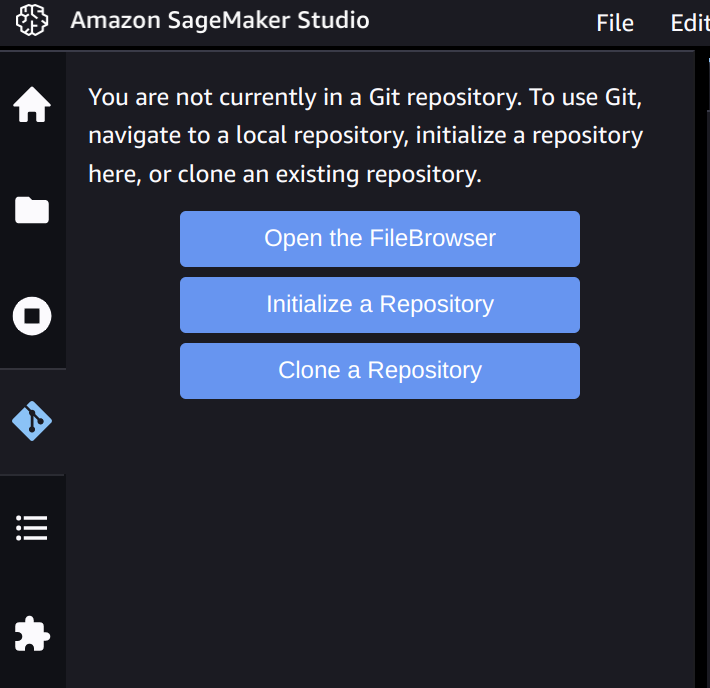 Amazon SageMaker Studio
File
Edit
You are not currently in a Git repository. To use Git,
navigate to a local repository, initialize a repository
here, or clone an existing repository.
Open the FileBrowser
Initialize a Repository
Clone a Repository